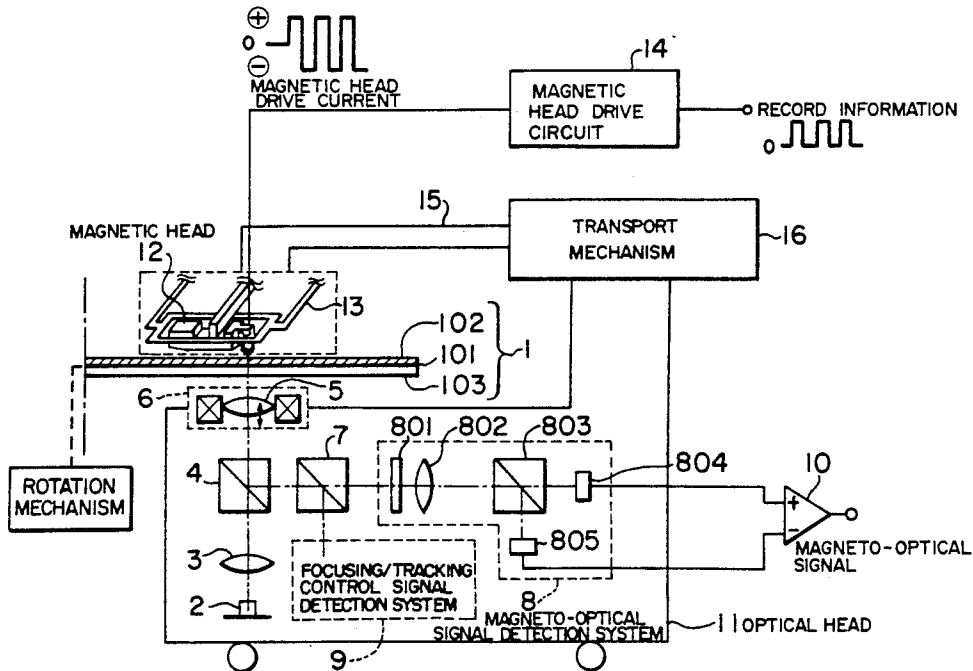 ⊕
0
⊖
MAGNETIC HEAD
DRIVE CURRENT
14
MAGNETIC
HEAD DRIVE
CIRCUIT
RECORD INFORMATION
0
15
TRANSPORT
MECHANISM
16
MAGNETIC HEAD
12
13
102
101
103
1
6
5
ROTATION
MECHANISM
4
7
801
802
803
804
10
+
−
805
MAGNETO-OPTICAL
SIGNAL
3
2
FOCUSING/TRACKING
CONTROL SIGNAL
DETECTION SYSTEM
9
8
MAGNETO-OPTICAL
SIGNAL DETECTION SYSTEM
11 OPTICAL HEAD